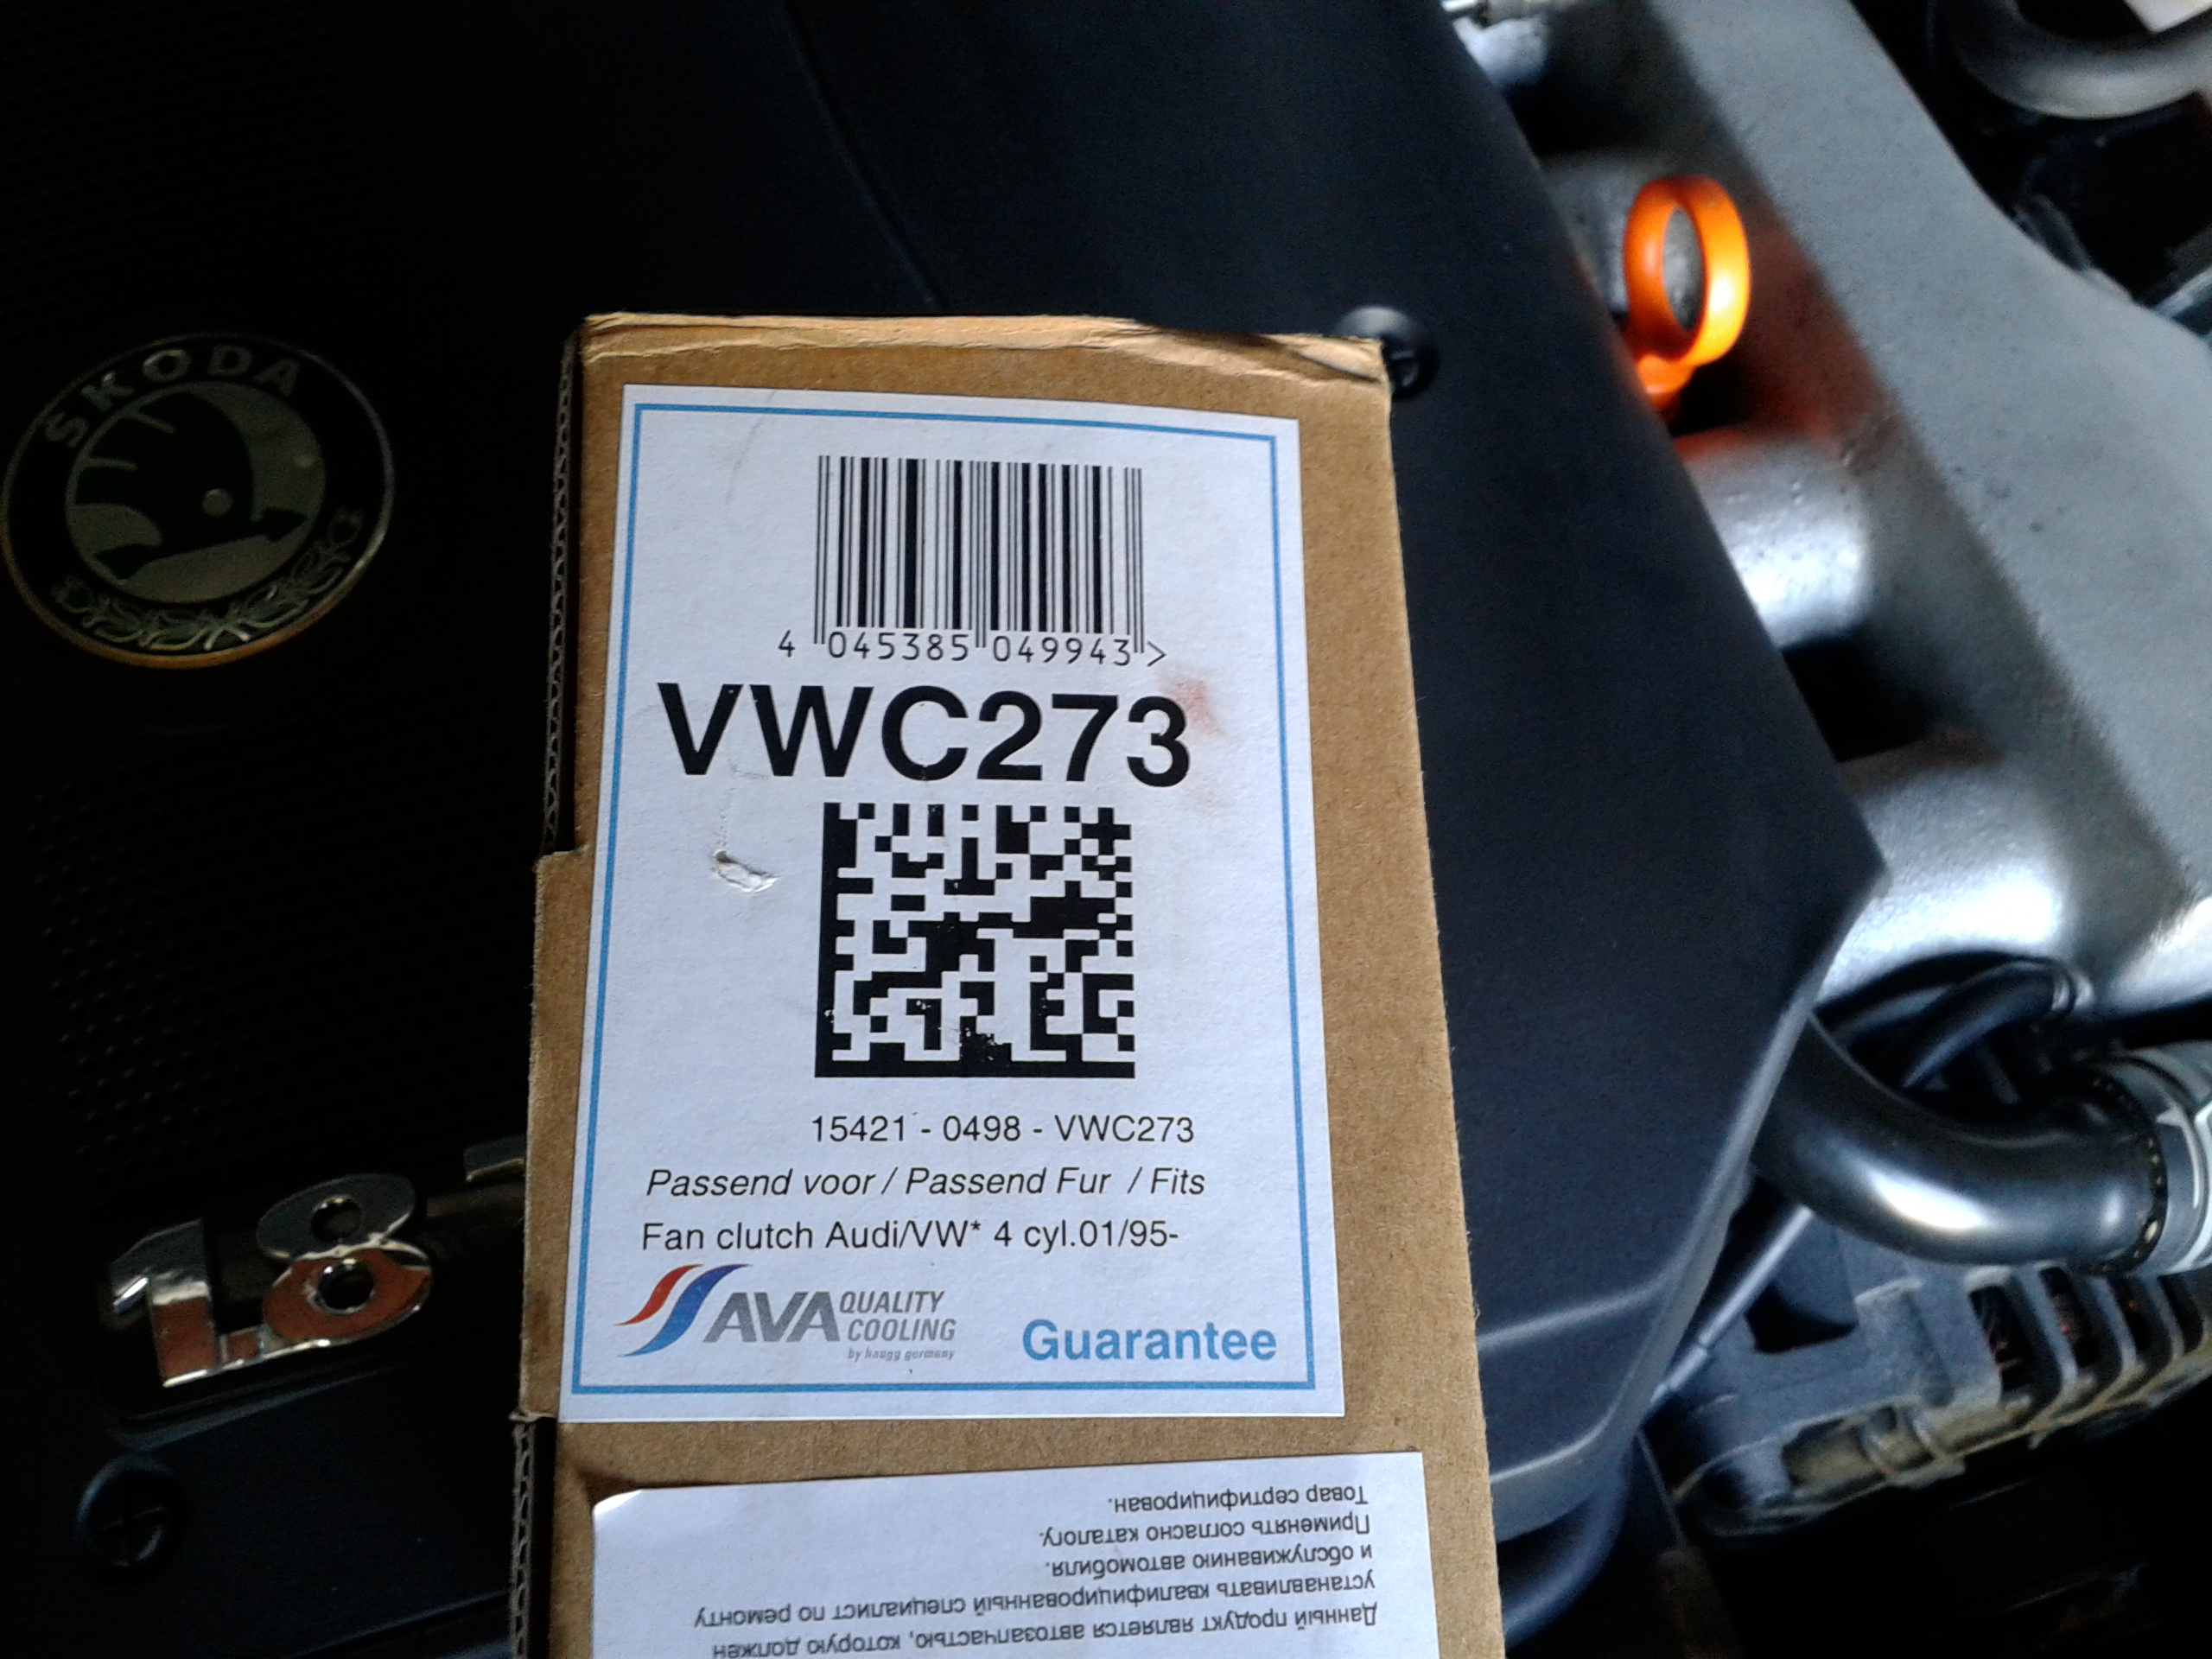 SKODA
1.8
4 045385 049943 >
VWC273
15421 - 0498 - VWC273
Passend voor / Passend Fur / Fits
Fan clutch Audi/VW* 4 cyl.01/95-
AVA QUALITY
COOLING
by haugg germany
Guarantee
Данный продукт является автозапчастью, которую должен
устанавливать квалифицированный специалист по ремонту
и обслуживанию автомобиля.
Применять согласно каталогу.
Товар сертифицирован.